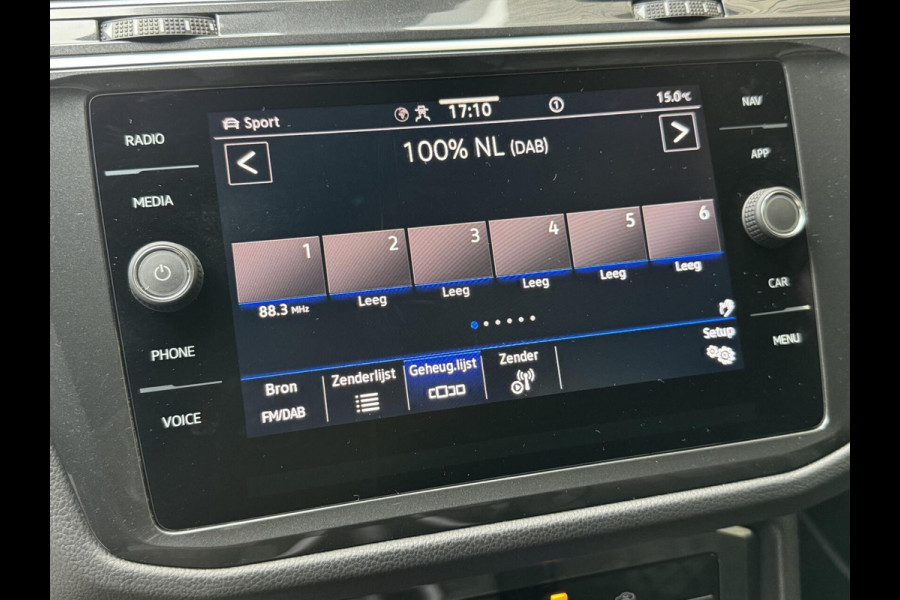 RADIO
MEDIA
PHONE
VOICE
NAV
APP
CAR
MENU
Sport
17:10
1
15.0°C
<
100% NL (DAB)
>
1 2 3 4 5 6
88.3 MHz Leeg Leeg Leeg Leeg Leeg
Setup
Bron Zenderlijst Geheug.lijst Zender
FM/DAB